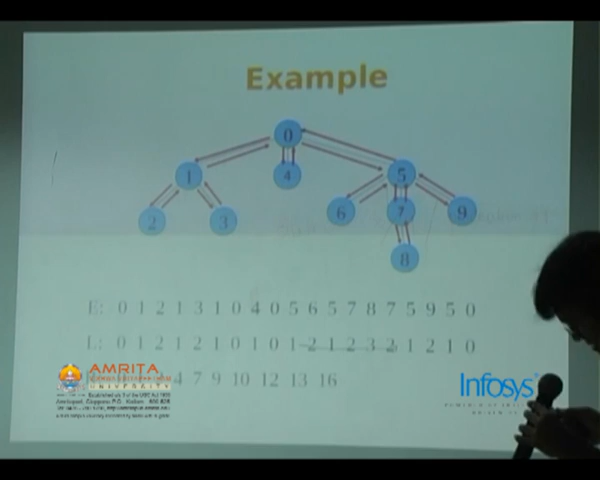 Example
0
1 4 5
2 3 6 7 9
8
E: 0 1 2 1 3 1 0 4 0 5 6 5 7 8 7 5 9 5 0
L: 0 1 2 1 2 1 0 1 0 1 2 1 2 3 2 1 2 1 0
4 7 9 10 12 13 16
AMRITA
UNIVERSITY
Infosys